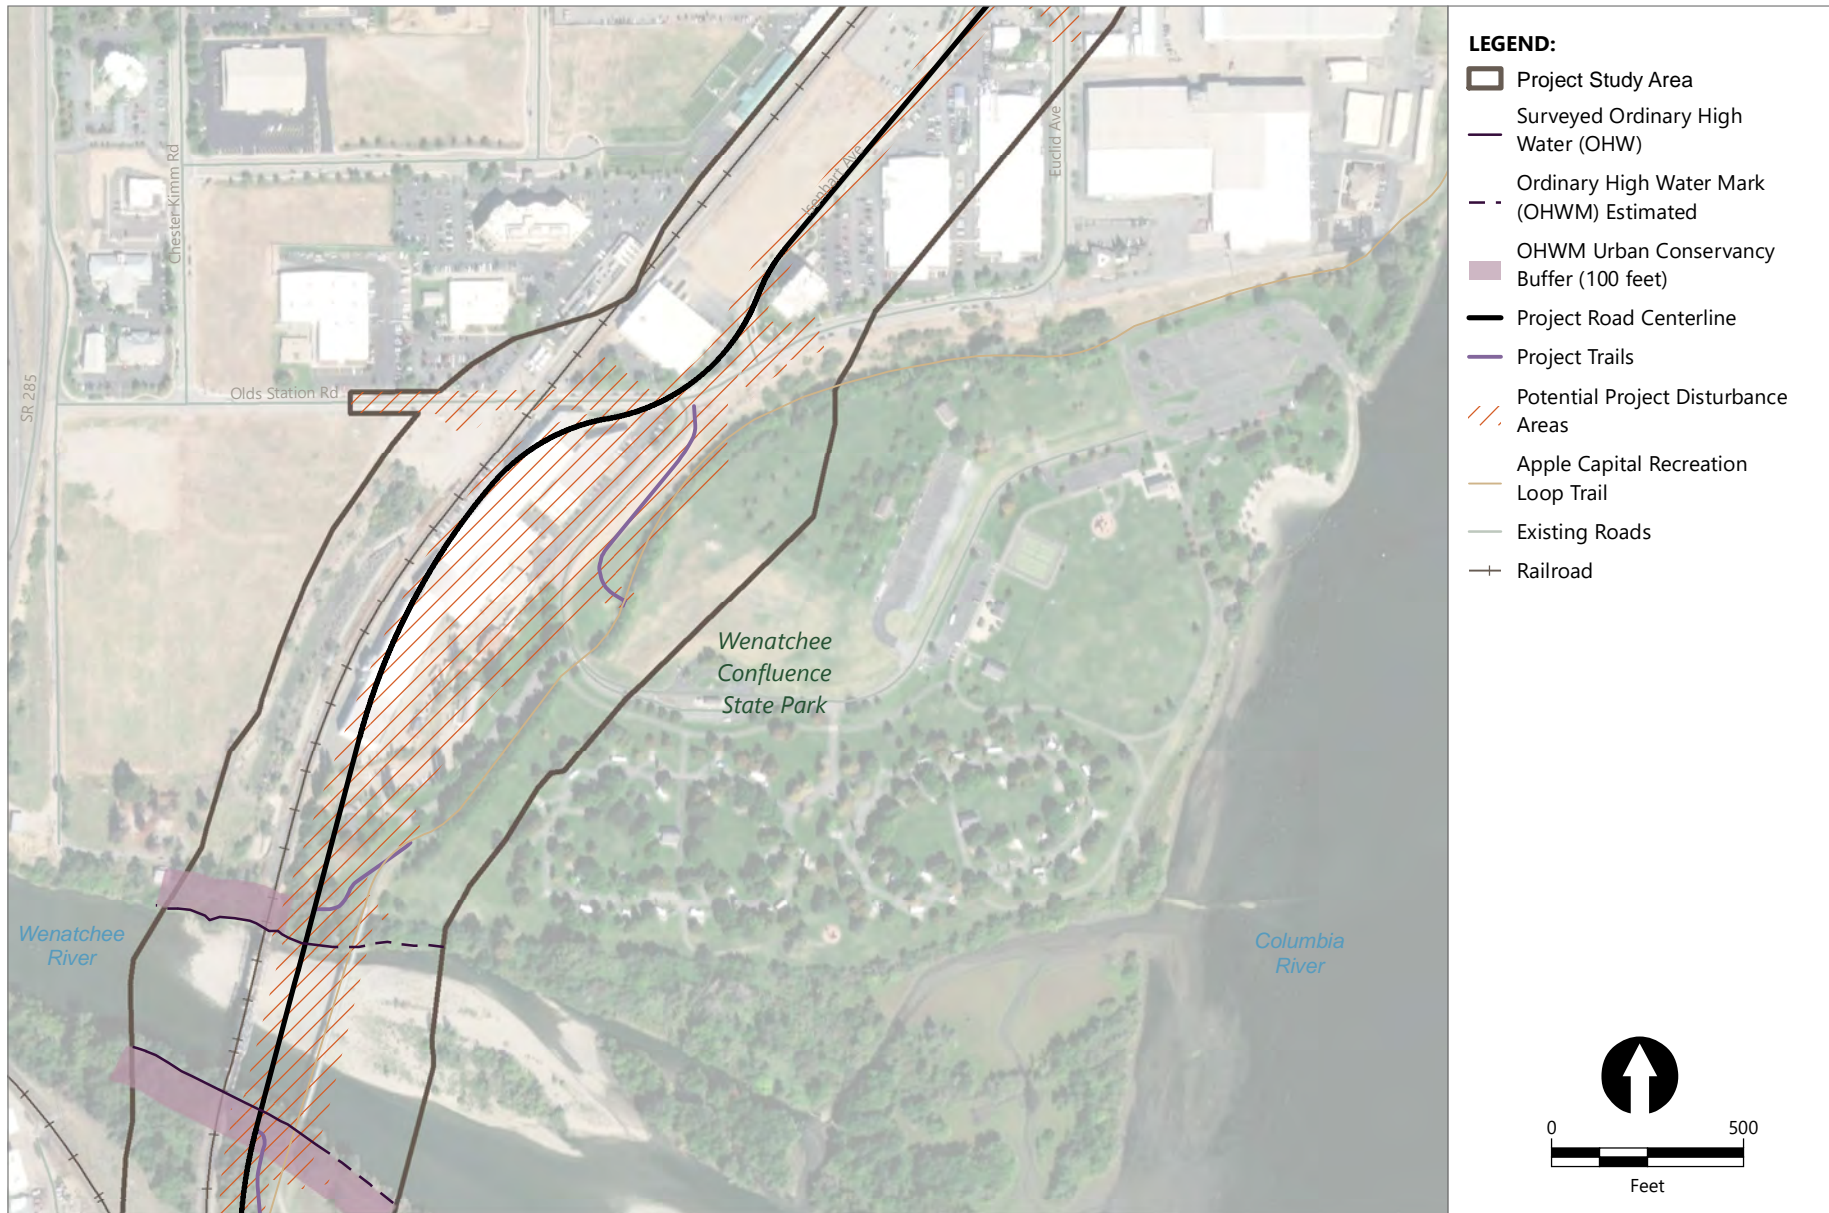 Chester Kimm Rd
Isenhart Ave
Euclid Ave
SR 285
Olds Station Rd
Wenatchee
Confluence
State Park
Wenatchee
River
Columbia
River
LEGEND:
Project Study Area
Surveyed Ordinary High
Water (OHW)
Ordinary High Water Mark
(OHWM) Estimated
OHWM Urban Conservancy
Buffer (100 feet)
Project Road Centerline
Project Trails
Potential Project Disturbance
Areas
Apple Capital Recreation
Loop Trail
Existing Roads
Railroad
0 500
Feet